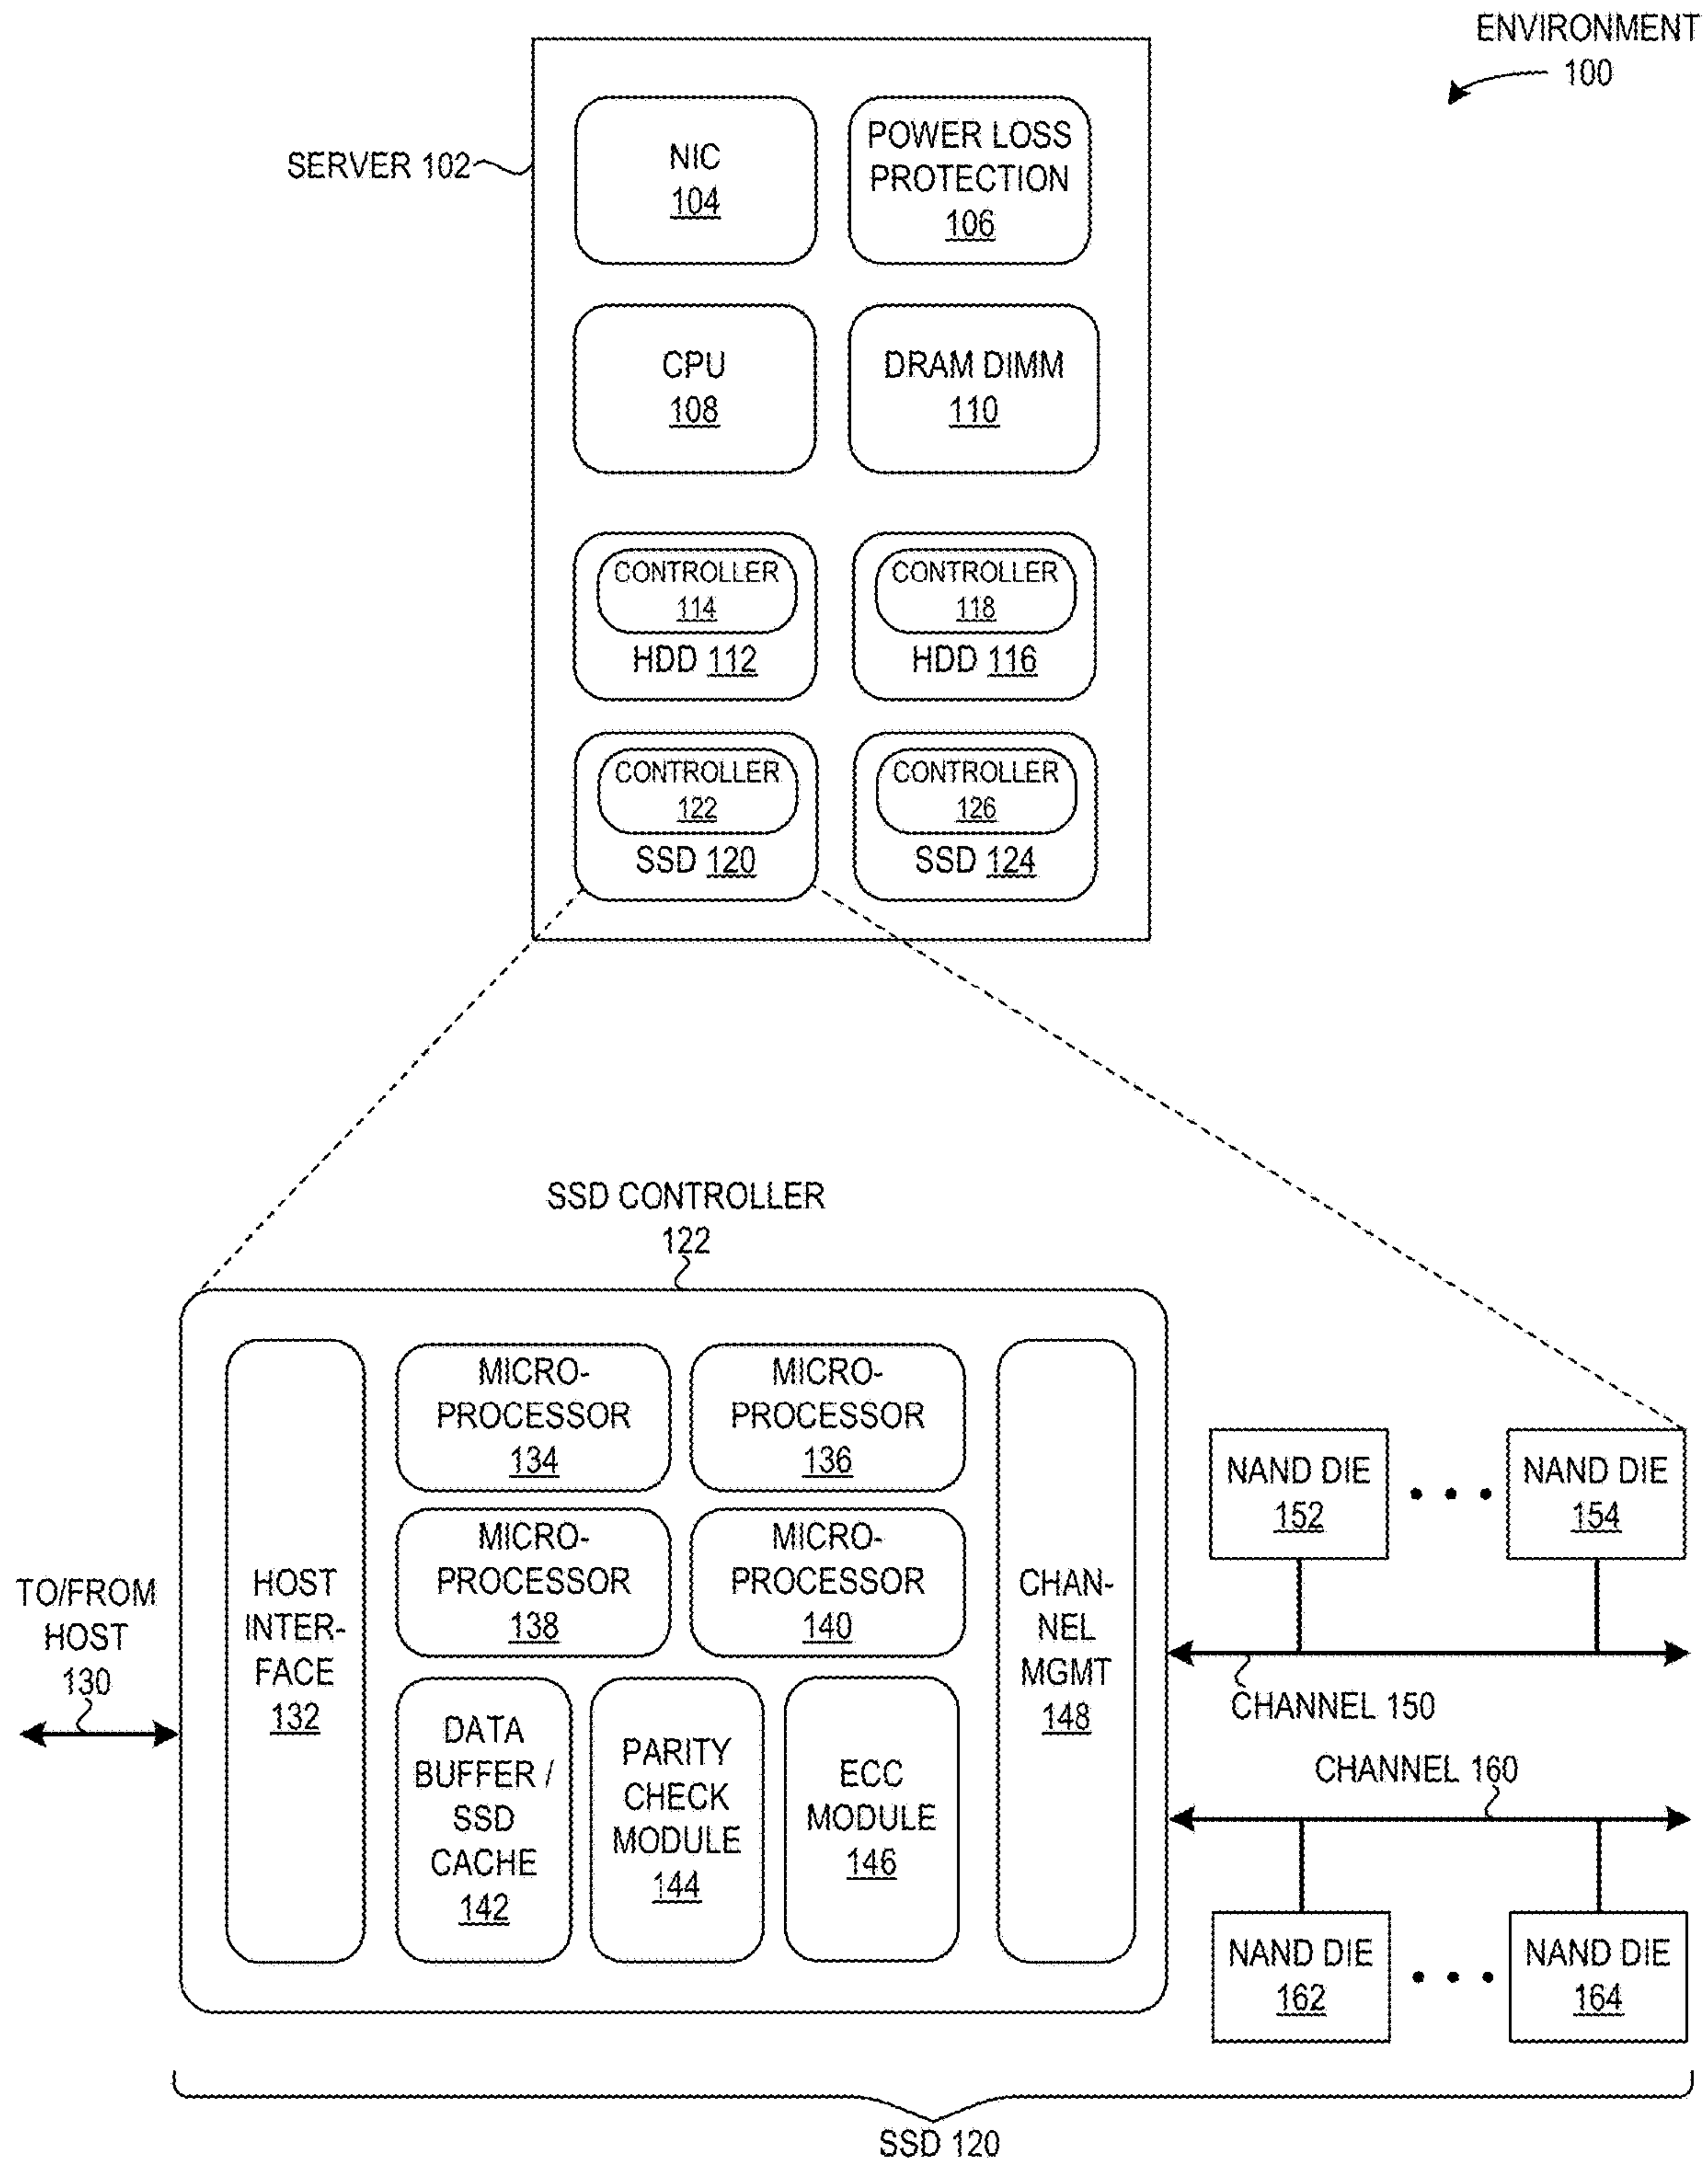 ENVIRONMENT
100
SERVER 102
NIC
104
POWER LOSS
PROTECTION
106
CPU
108
DRAM DIMM
110
CONTROLLER
114
HDD 112
CONTROLLER
118
HDD 116
CONTROLLER
122
SSD 120
CONTROLLER
126
SSD 124
SSD CONTROLLER
122
TO/FROM
HOST
130
HOST
INTER-
FACE
132
MICRO-
PROCESSOR
134
MICRO-
PROCESSOR
136
MICRO-
PROCESSOR
138
MICRO-
PROCESSOR
140
DATA
BUFFER /
SSD
CACHE
142
PARITY
CHECK
MODULE
144
ECC
MODULE
146
CHAN-
NEL
MGMT
148
NAND DIE
152
NAND DIE
154
CHANNEL 150
CHANNEL 160
NAND DIE
162
NAND DIE
164
SSD 120